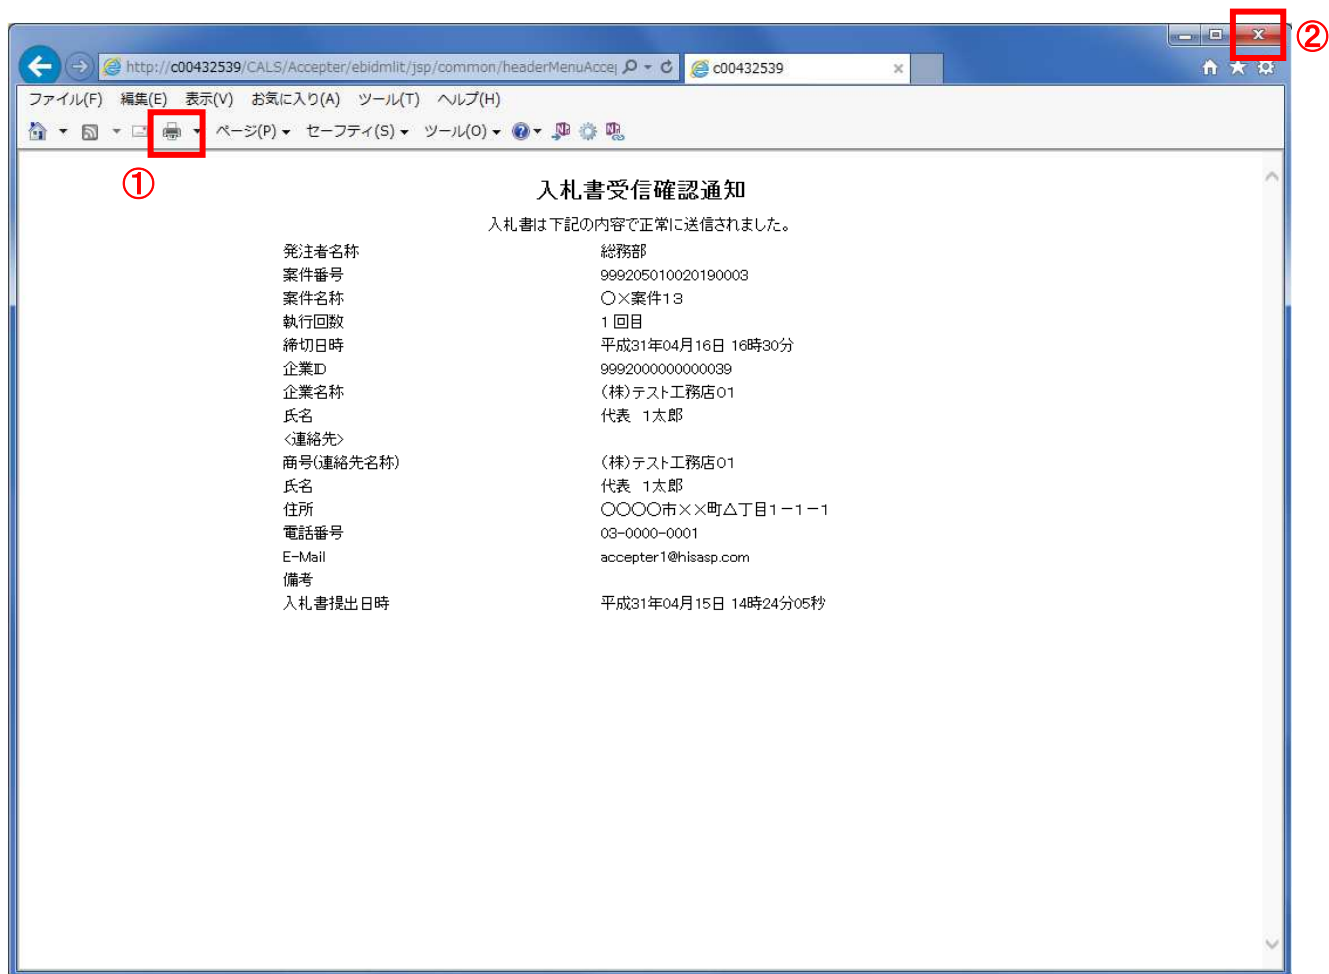 ②
http://c00432539/CALS/Accepter/ebidmlit/jsp/common/headerMenuAccep
c00432539
ファイル(F) 編集(E) 表示(V) お気に入り(A) ツール(T) ヘルプ(H)
ページ(P) セーフティ(S) ツール(O)
①
入札書受信確認通知
入札書は下記の内容で正常に送信されました。
発注者名称 総務部
案件番号 999205010020190003
案件名称 ○×案件13
執行回数 1 回目
締切日時 平成31年04月16日 16時30分
企業ID 9992000000000039
企業名称 (株)テスト工務店01
氏名 代表 1太郎
<連絡先>
商号(連絡先名称) (株)テスト工務店01
氏名 代表 1太郎
住所 ○○○○市××町△丁目1-1-1
電話番号 03-0000-0001
E-Mail accepter1@hisasp.com
備考
入札書提出日時 平成31年04月15日 14時24分05秒